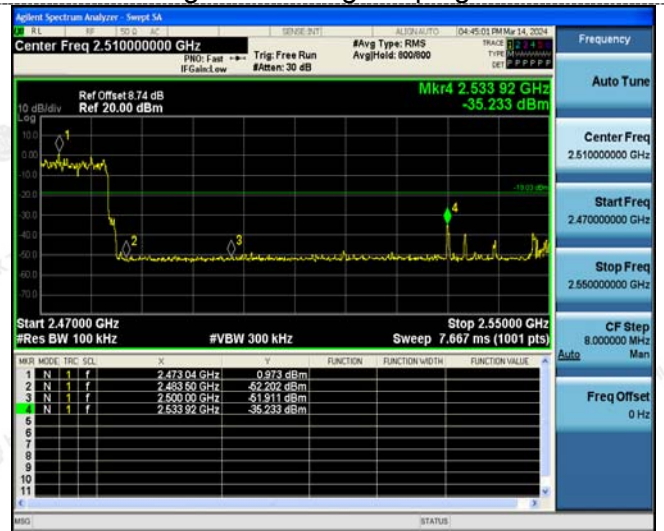 Agilent Spectrum Analyzer - Swept SA
RL RF 50 Ω AC SENSE:INT ALIGN AUTO 04:45:01 PM Mar 14, 2024
Center Freq 2.510000000 GHz
PNO: Fast
IFGain:Low
Trig: Free Run
#Atten: 30 dB
#Avg Type: RMS
Avg|Hold: 800/800
TRACE 1 2 3 4 5 6
TYPE
DET P P P P P P
Ref Offset 8.74 dB
10 dB/div Ref 20.00 dBm
Log
Mkr4 2.533 92 GHz
-35.233 dBm
10.0
0.00
-10.0
-20.0
-30.0
-40.0
-50.0
-60.0
-70.0
1
2
3
4
-19.03 dBm
Start 2.47000 GHz Stop 2.55000 GHz
#Res BW 100 kHz #VBW 300 kHz Sweep 7.667 ms (1001 pts)
MKR MODE TRC SCL X Y FUNCTION FUNCTION WIDTH FUNCTION VALUE
1 N 1 f 2.473 04 GHz 0.973 dBm
2 N 1 f 2.483 50 GHz -52.202 dBm
3 N 1 f 2.500 00 GHz -51.911 dBm
4 N 1 f 2.533 92 GHz -35.233 dBm
5
6
7
8
9
10
11
MSG STATUS
Frequency
Auto Tune
Center Freq
2.510000000 GHz
Start Freq
2.470000000 GHz
Stop Freq
2.550000000 GHz
CF Step
8.000000 MHz
Auto Man
Freq Offset
0 Hz